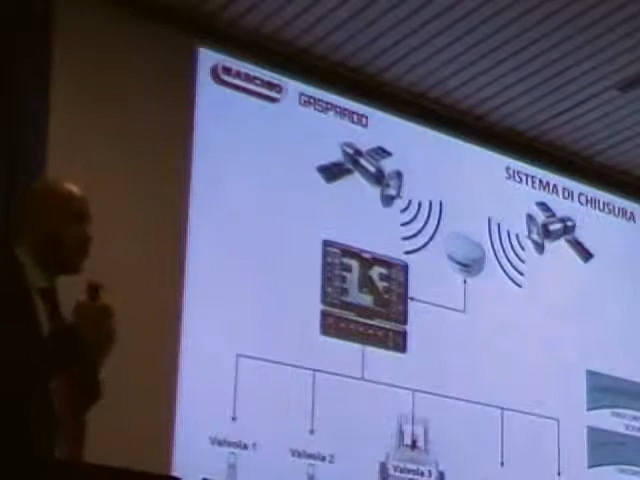 MASCHIO
GASPARDO
SISTEMA DI CHIUSURA
Valvola 1
Valvola 2
Valvola 3